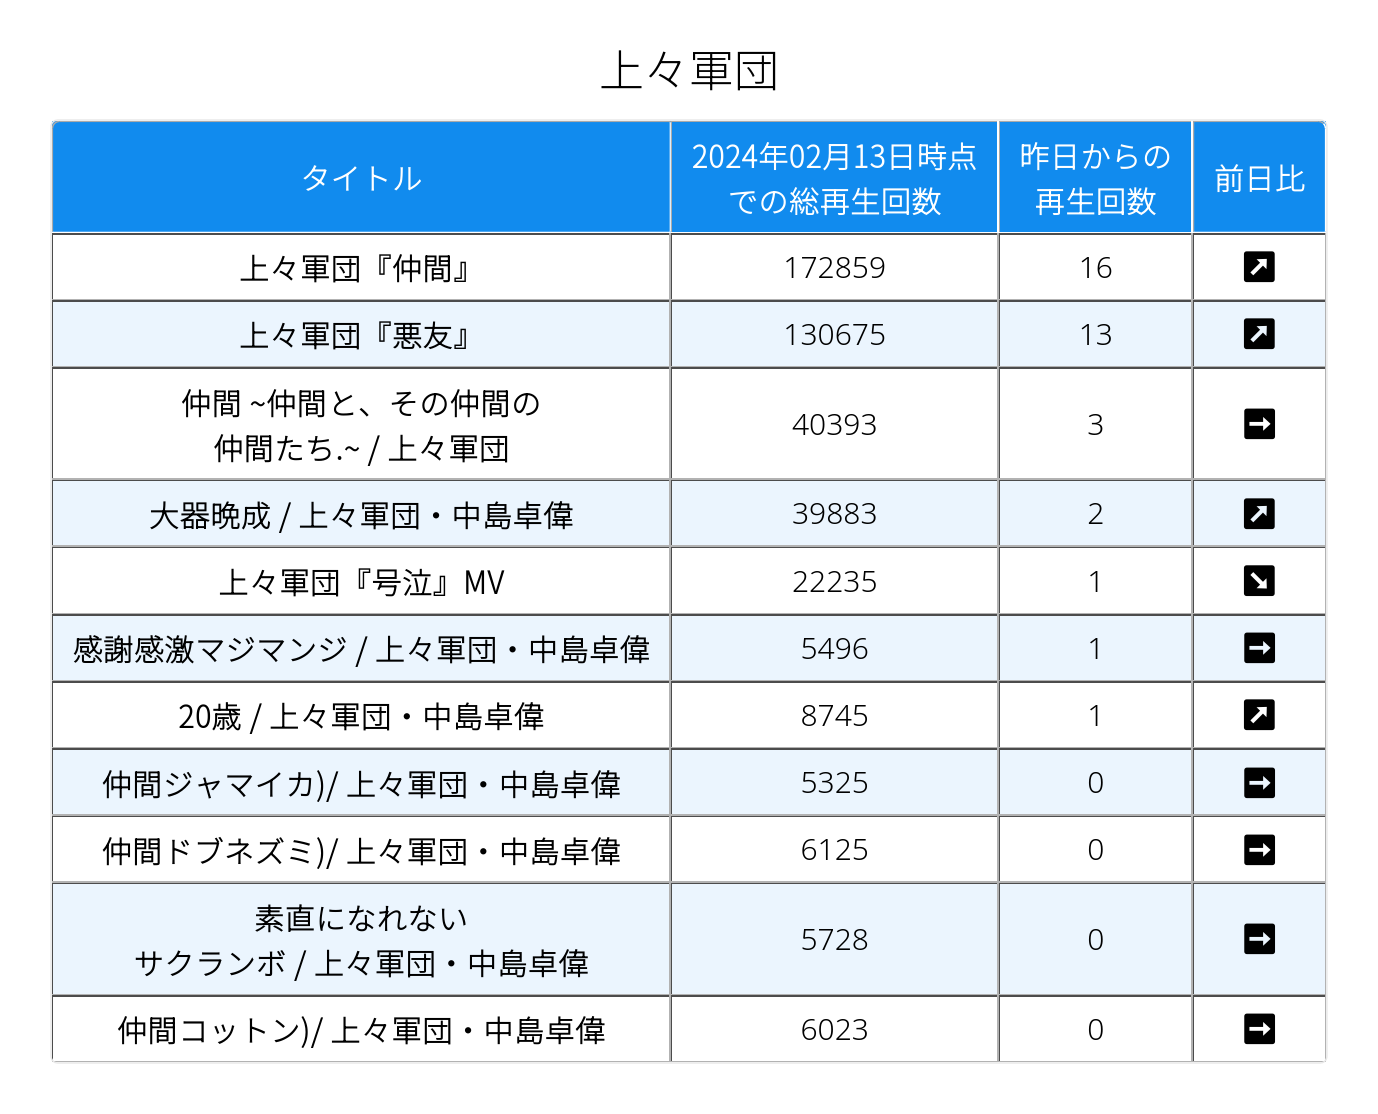 上々軍団
タイトル
2024年02月13日時点
での総再生回数
昨日からの
再生回数
前日比
上々軍団『仲間』
172859
16
上々軍団『悪友』
130675
13
仲間 ~仲間と、その仲間の
仲間たち.~ / 上々軍団
40393
3
大器晩成 / 上々軍団・中島卓偉
39883
2
上々軍団『号泣』MV
22235
1
感謝感激マジマンジ / 上々軍団・中島卓偉
5496
1
20歳 / 上々軍団・中島卓偉
8745
1
仲間ジャマイカ)/ 上々軍団・中島卓偉
5325
0
仲間ドブネズミ)/ 上々軍団・中島卓偉
6125
0
素直になれない
サクランボ / 上々軍団・中島卓偉
5728
0
仲間コットン)/ 上々軍団・中島卓偉
6023
0